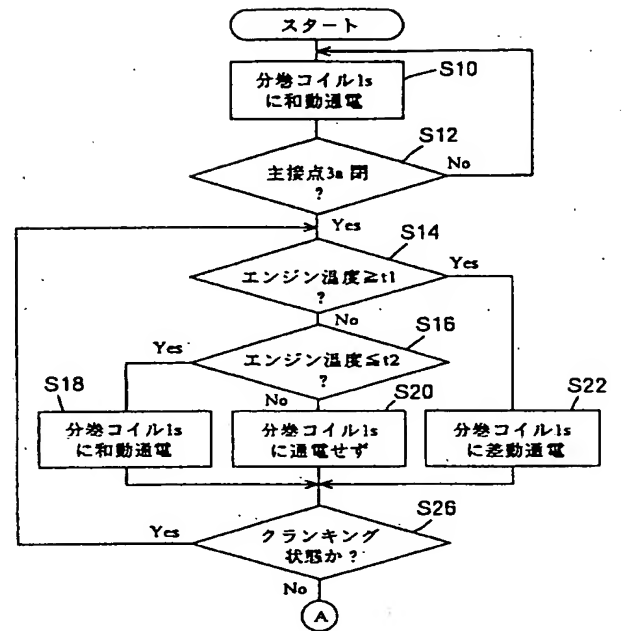 スタート
S10
分巻コイル1s
に和動通電
S12
主接点3a 閉
?
No
Yes
S14
エンジン温度≧t1
?
Yes
No
S16
エンジン温度≦t2
?
Yes
No
S18
分巻コイル1s
に和動通電
S20
分巻コイル1s
に通電せず
S22
分巻コイル1s
に差動通電
S26
クランキング
状態か?
Yes
No
A